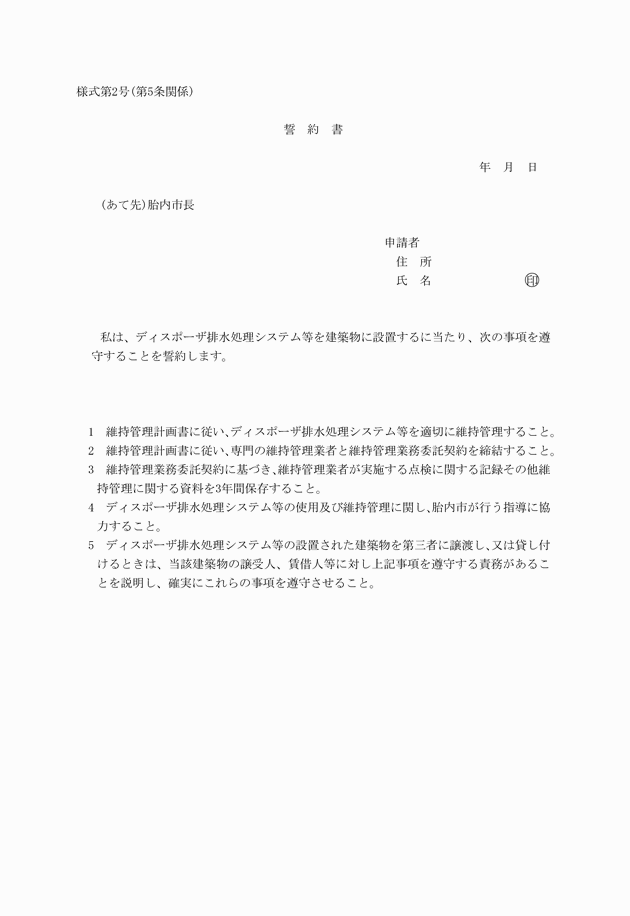 様式第2号(第5条関係)
誓　約　書
年　月　日
(あて先)胎内市長
申請者
住　所
氏　名　　　　　　　　㊞
私は、ディスポーザ排水処理システム等を建築物に設置するに当たり、次の事項を遵
守することを誓約します。
1　維持管理計画書に従い、ディスポーザ排水処理システム等を適切に維持管理すること。
2　維持管理計画書に従い、専門の維持管理業者と維持管理業務委託契約を締結すること。
3　維持管理業務委託契約に基づき、維持管理業者が実施する点検に関する記録その他維
持管理に関する資料を3年間保存すること。
4　ディスポーザ排水処理システム等の使用及び維持管理に関し、胎内市が行う指導に協
力すること。
5　ディスポーザ排水処理システム等の設置された建築物を第三者に譲渡し、又は貸し付
けるときは、当該建築物の譲受人、賃借人等に対し上記事項を遵守する責務があるこ
とを説明し、確実にこれらの事項を遵守させること。